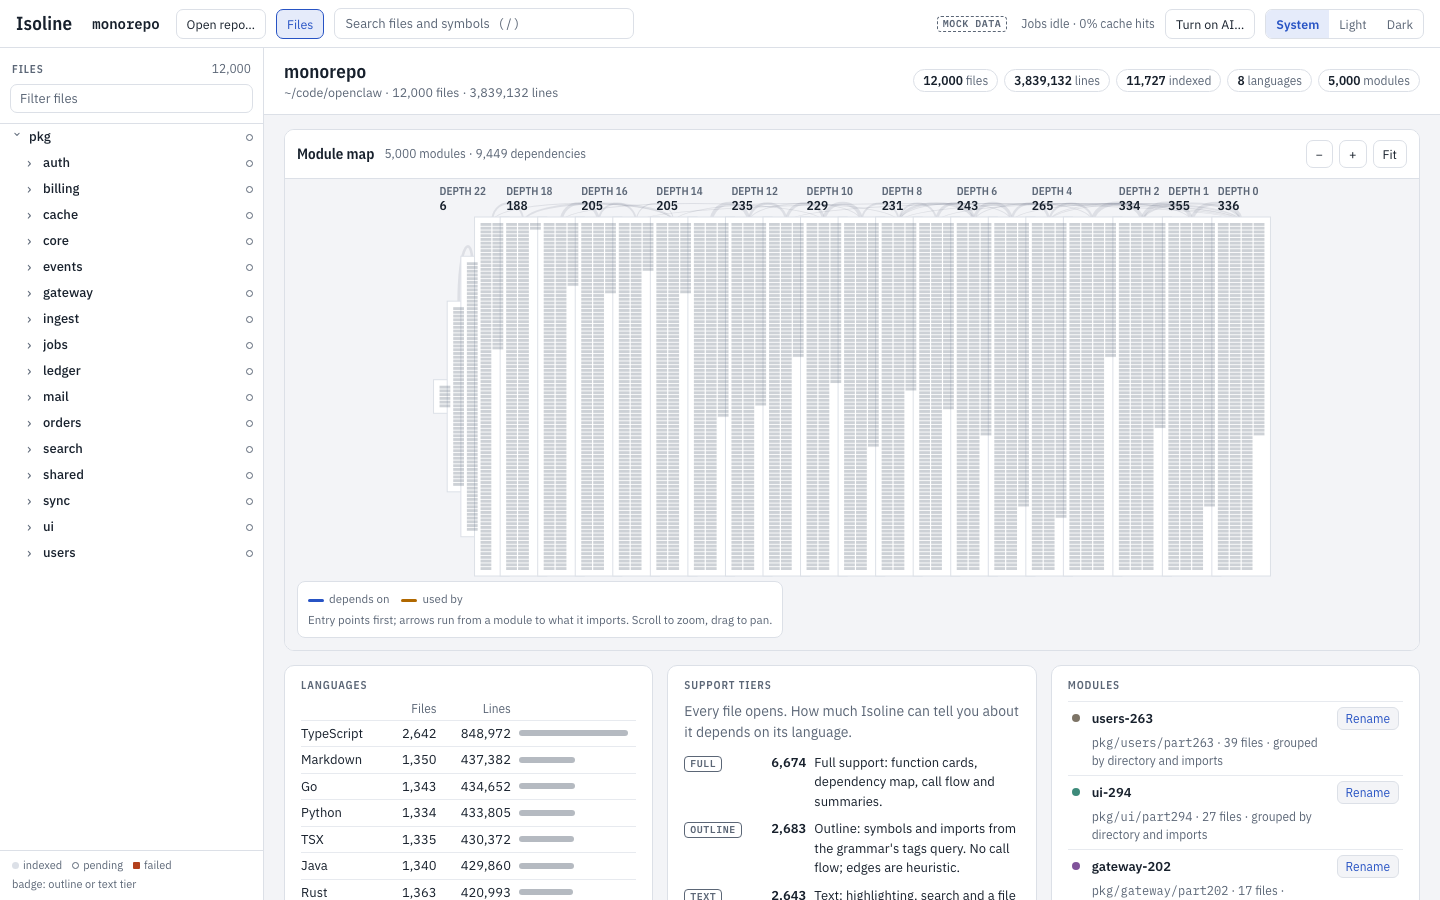 Isoline monorepo Open repo... Files Search files and symbols (/) MOCK DATA Jobs idle · 0% cache hits Turn on AI... System Light Dark
FILES 12,000
Filter files
pkg
auth
billing
cache
core
events
gateway
ingest
jobs
ledger
mail
orders
search
shared
sync
ui
users
indexed pending failed
badge: outline or text tier
monorepo
~/code/openclaw · 12,000 files · 3,839,132 lines
12,000 files 3,839,132 lines 11,727 indexed 8 languages 5,000 modules
Module map 5,000 modules · 9,449 dependencies − + Fit
DEPTH 22 DEPTH 18 DEPTH 16 DEPTH 14 DEPTH 12 DEPTH 10 DEPTH 8 DEPTH 6 DEPTH 4 DEPTH 2 DEPTH 1 DEPTH 0
6 188 205 205 235 229 231 243 265 334 355 336
depends on used by
Entry points first; arrows run from a module to what it imports. Scroll to zoom, drag to pan.
LANGUAGES
Files Lines
TypeScript 2,642 848,972
Markdown 1,350 437,382
Go 1,343 434,652
Python 1,334 433,805
TSX 1,335 430,372
Java 1,340 429,860
Rust 1,363 420,993
SUPPORT TIERS
Every file opens. How much Isoline can tell you about
it depends on its language.
FULL 6,674 Full support: function cards,
dependency map, call flow and
summaries.
OUTLINE 2,683 Outline: symbols and imports from
the grammar's tags query. No call
flow; edges are heuristic.
TEXT 2,643 Text: highlighting, search and a file
MODULES
users-263 Rename
pkg/users/part263 · 39 files · grouped
by directory and imports
ui-294 Rename
pkg/ui/part294 · 27 files · grouped by
directory and imports
gateway-202 Rename
pkg/gateway/part202 · 17 files ·